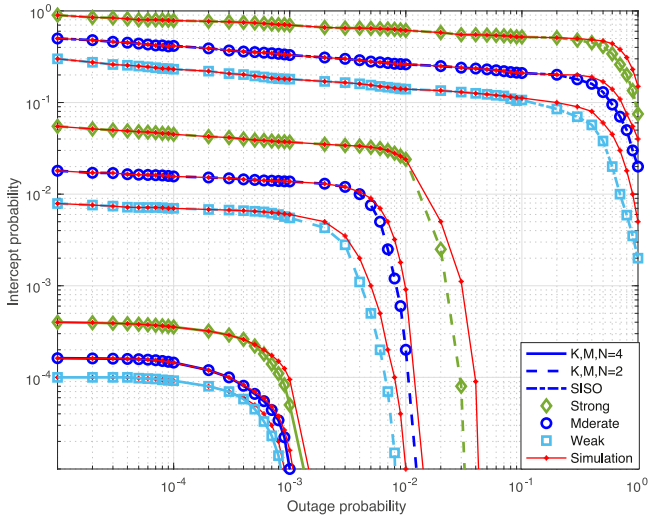 10^0
10^-1
10^-2
10^-3
10^-4
Intercept probability
K,M,N=4
K,M,N=2
SISO
Strong
Mderate
Weak
Simulation
10^-4
10^-3
10^-2
10^-1
10^0
Outage probability